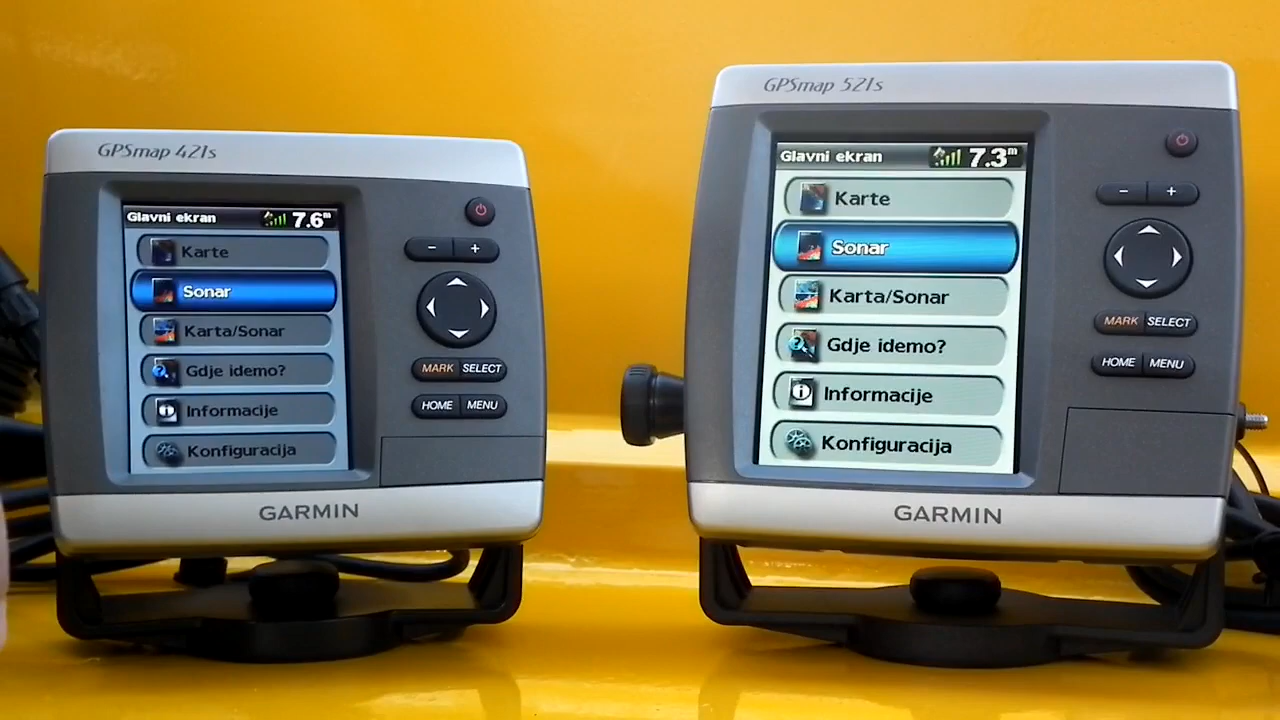 GPSmap 421s
Glavni ekran 7.6m
Karte
Sonar
Karta/Sonar
Gdje idemo?
Informacije
Konfiguracija
− +
MARK SELECT
HOME MENU
GARMIN
GPSmap 521s
Glavni ekran 7.3m
Karte
Sonar
Karta/Sonar
Gdje idemo?
Informacije
Konfiguracija
− +
MARK SELECT
HOME MENU
GARMIN